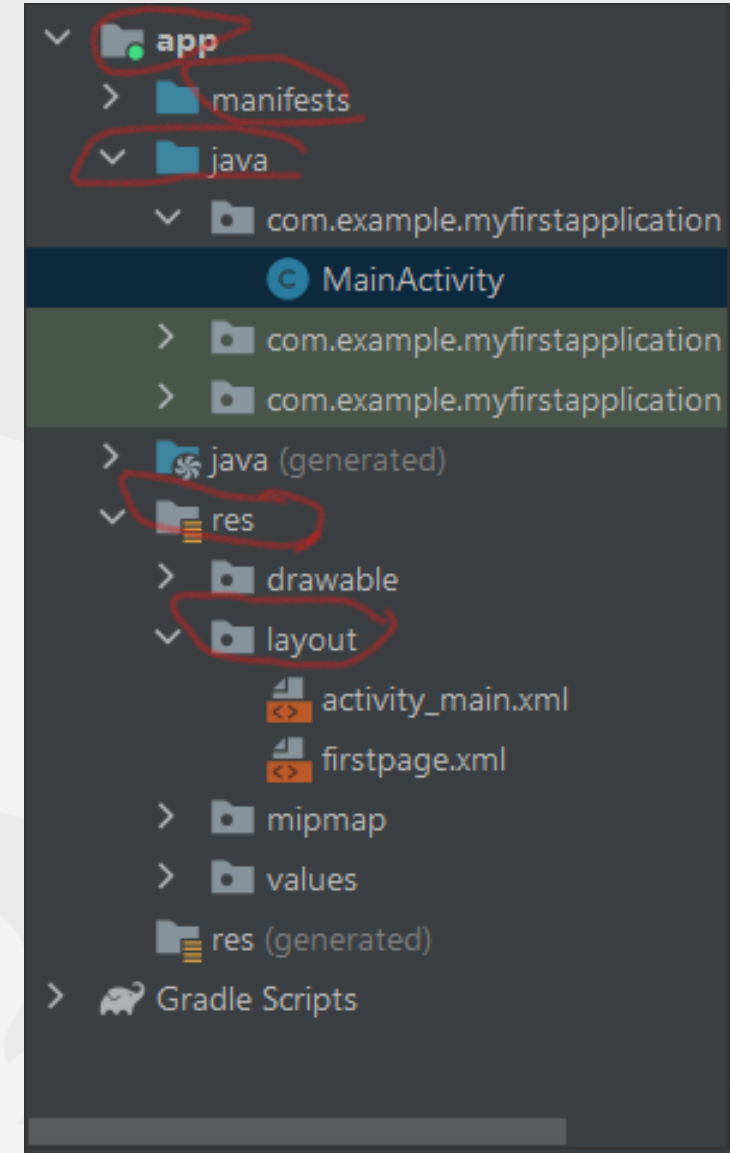 app
manifests
java
com.example.myfirstapplication
MainActivity
com.example.myfirstapplication
com.example.myfirstapplication
java (generated)
res
drawable
layout
activity_main.xml
firstpage.xml
mipmap
values
res (generated)
Gradle Scripts